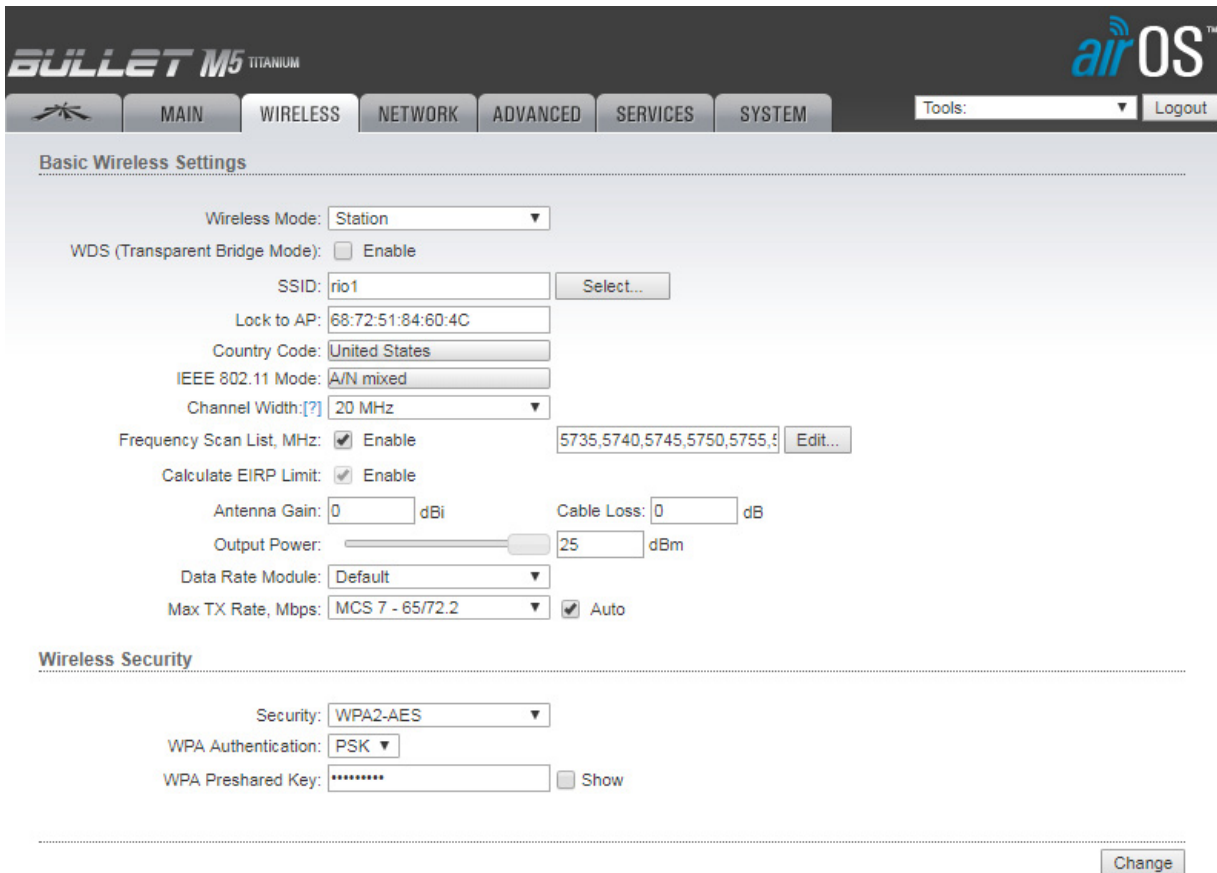 BULLET M5 TITANIUM
airOS™
MAIN WIRELESS NETWORK ADVANCED SERVICES SYSTEM Tools: Logout
Basic Wireless Settings
Wireless Mode: Station
WDS (Transparent Bridge Mode): Enable
SSID: rio1 Select...
Lock to AP: 68:72:51:84:60:4C
Country Code: United States
IEEE 802.11 Mode: A/N mixed
Channel Width:[?] 20 MHz
Frequency Scan List, MHz: Enable 5735,5740,5745,5750,5755,5 Edit...
Calculate EIRP Limit: Enable
Antenna Gain: 0 dBi Cable Loss: 0 dB
Output Power: 25 dBm
Data Rate Module: Default
Max TX Rate, Mbps: MCS 7 - 65/72.2 Auto
Wireless Security
Security: WPA2-AES
WPA Authentication: PSK
WPA Preshared Key: ••••••••• Show
Change